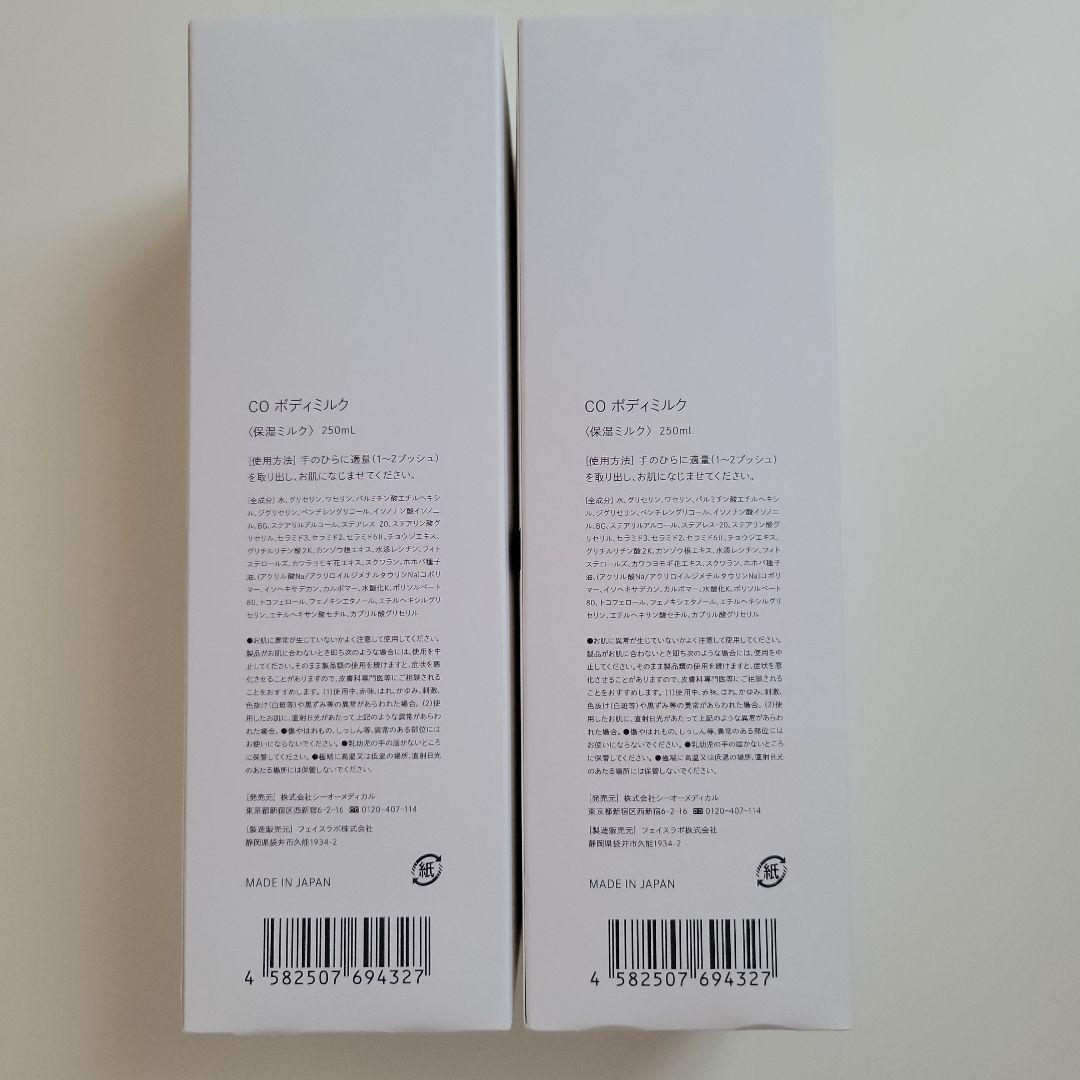 CO ボディミルク
〈保湿ミルク〉 250mL
[使用方法] 手のひらに適量(1〜2プッシュ)
を取り出し、お肌になじませてください。
[全成分] 水、グリセリン、ワセリン、パルミチン酸エチルヘキシ
ル、ジグリセリン、ペンチレングリコール、イソノナン酸イソノニ
ル、BG、ステアリルアルコール、ステアレス-20、ステアリン酸グ
リセリル、セラミド3、セラミド2、セラミド6Ⅱ、チョウジエキス、
グリチルリチン酸2K、カンゾウ根エキス、水添レシチン、フィト
ステロールズ、カワラヨモギ花エキス、スクワラン、ホホバ種子
油、(アクリル酸Na/アクリロイルジメチルタウリンNa)コポリ
マー、イソヘキサデカン、カルボマー、水酸化K、ポリソルベート
80、トコフェロール、フェノキシエタノール、エチルヘキシルグリ
セリン、エチルヘキサン酸セチル、カプリル酸グリセリル
●お肌に異常が生じていないかよく注意して使用してください。
製品がお肌に合わないとき即ち次のような場合には、使用を中
止してください。そのまま製品類の使用を続けますと、症状を悪
化させることがありますので、皮膚科専門医等にご相談される
ことをおすすめします。(1)使用中、赤味、はれ、かゆみ、刺激、
色抜け(白斑等)や黒ずみ等の異常があらわれた場合。(2)使
用したお肌に、直射日光があたって上記のような異常があらわ
れた場合。●傷やはれもの、しっしん等、異常のある部位には
お使いにならないでください。●乳幼児の手の届かないところ
に保管してください。●極端に高温又は低温の場所、直射日光
のあたる場所には保管しないでください。
[発売元] 株式会社シーオーメディカル
東京都新宿区西新宿6-2-16 0120-407-114
[製造販売元] フェイスラボ株式会社
静岡県袋井市久能1934-2
MADE IN JAPAN
紙
4 582507 694327
CO ボディミルク
〈保湿ミルク〉 250mL
[使用方法] 手のひらに適量(1〜2プッシュ)
を取り出し、お肌になじませてください。
[全成分] 水、グリセリン、ワセリン、パルミチン酸エチルヘキシ
ル、ジグリセリン、ペンチレングリコール、イソノナン酸イソノニ
ル、BG、ステアリルアルコール、ステアレス-20、ステアリン酸グ
リセリル、セラミド3、セラミド2、セラミド6Ⅱ、チョウジエキス、
グリチルリチン酸2K、カンゾウ根エキス、水添レシチン、フィト
ステロールズ、カワラヨモギ花エキス、スクワラン、ホホバ種子
油、(アクリル酸Na/アクリロイルジメチルタウリンNa)コポリ
マー、イソヘキサデカン、カルボマー、水酸化K、ポリソルベート
80、トコフェロール、フェノキシエタノール、エチルヘキシルグリ
セリン、エチルヘキサン酸セチル、カプリル酸グリセリル
●お肌に異常が生じていないかよく注意して使用してください。
製品がお肌に合わないとき即ち次のような場合には、使用を中
止してください。そのまま製品類の使用を続けますと、症状を悪
化させることがありますので、皮膚科専門医等にご相談される
ことをおすすめします。(1)使用中、赤味、はれ、かゆみ、刺激、
色抜け(白斑等)や黒ずみ等の異常があらわれた場合。(2)使
用したお肌に、直射日光があたって上記のような異常があらわ
れた場合。●傷やはれもの、しっしん等、異常のある部位には
お使いにならないでください。●乳幼児の手の届かないところ
に保管してください。●極端に高温又は低温の場所、直射日光
のあたる場所には保管しないでください。
[発売元] 株式会社シーオーメディカル
東京都新宿区西新宿6-2-16 0120-407-114
[製造販売元] フェイスラボ株式会社
静岡県袋井市久能1934-2
MADE IN JAPAN
紙
4 582507 694327